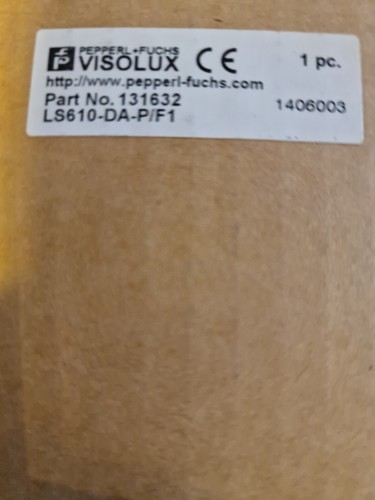 PEPPERL+FUCHS
VISOLUX CE 1 pc.
http://www.pepperl-fuchs.com
Part No. 131632 1406003
LS610-DA-P/F1